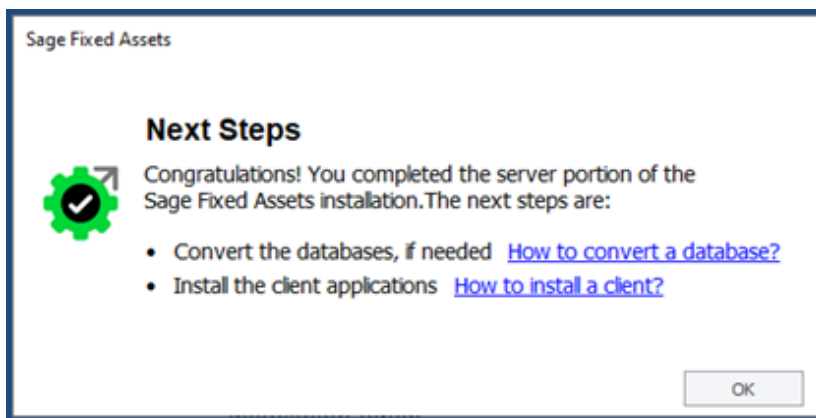 Sage Fixed Assets
Next Steps
Congratulations! You completed the server portion of the
Sage Fixed Assets installation.The next steps are:
• Convert the databases, if needed How to convert a database?
• Install the client applications How to install a client?
OK